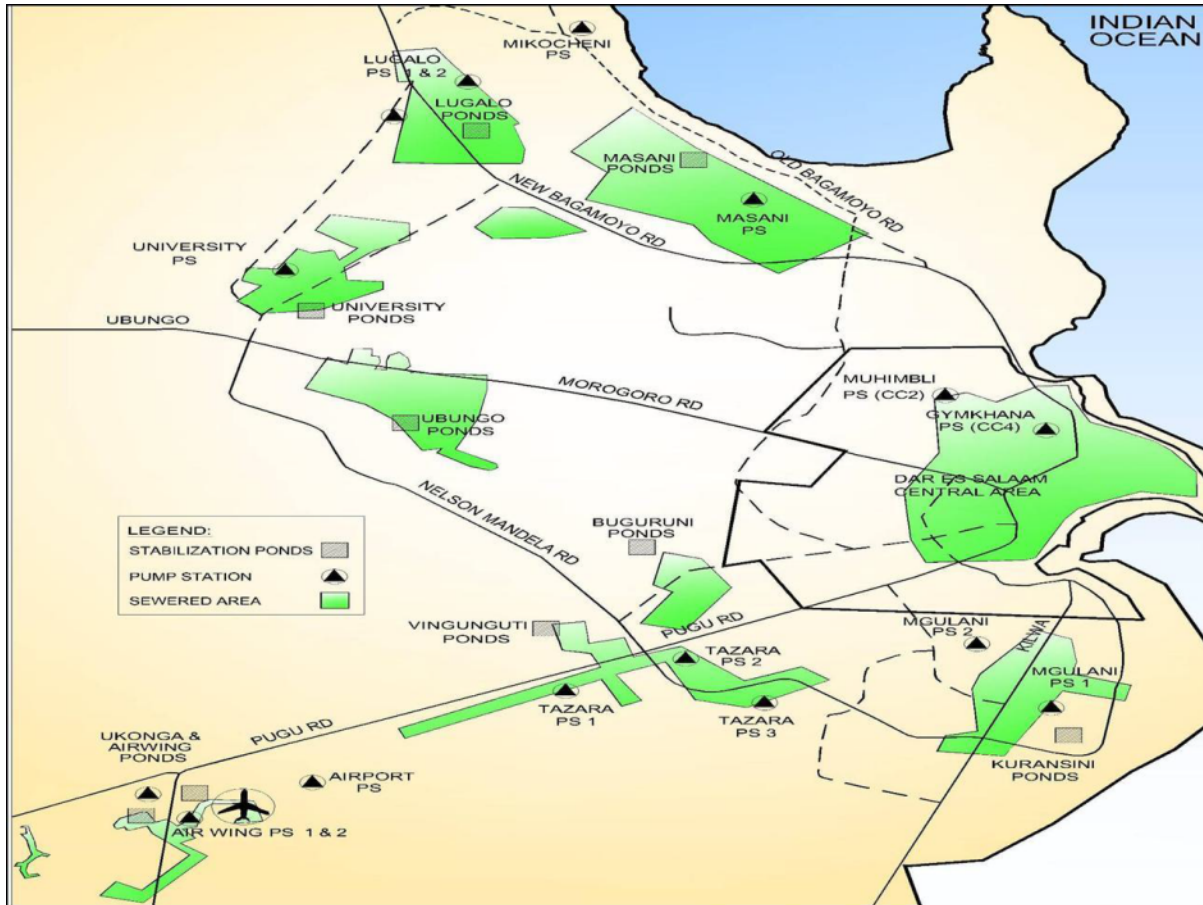 INDIAN
OCEAN
MIKOCHENI
PS
LUGALO
PS 1 & 2
LUGALO
PONDS
MASANI
PONDS
OLD BAGAMOYO RD
NEW BAGAMOYO RD
MASANI
PS
UNIVERSITY
PS
UNIVERSITY
PONDS
UBUNGO
MOROGORO RD
MUHIMBLI
PS (CC2)
GYMKHANA
PS (CC4)
UBUNGO
PONDS
DAR ES SALAAM
CENTRAL AREA
NELSON MANDELA RD
BUGURUNI
PONDS
LEGEND:
STABILIZATION PONDS
PUMP STATION
SEWERED AREA
VINGUNGUTI
PONDS
PUGU RD
MGULANI
PS 2
KILWA
MGULANI
PS 1
TAZARA
PS 2
TAZARA
PS 1
TAZARA
PS 3
PUGU RD
UKONGA &
AIRWING
PONDS
AIRPORT
PS
KURANSINI
PONDS
AIR WING PS 1 & 2